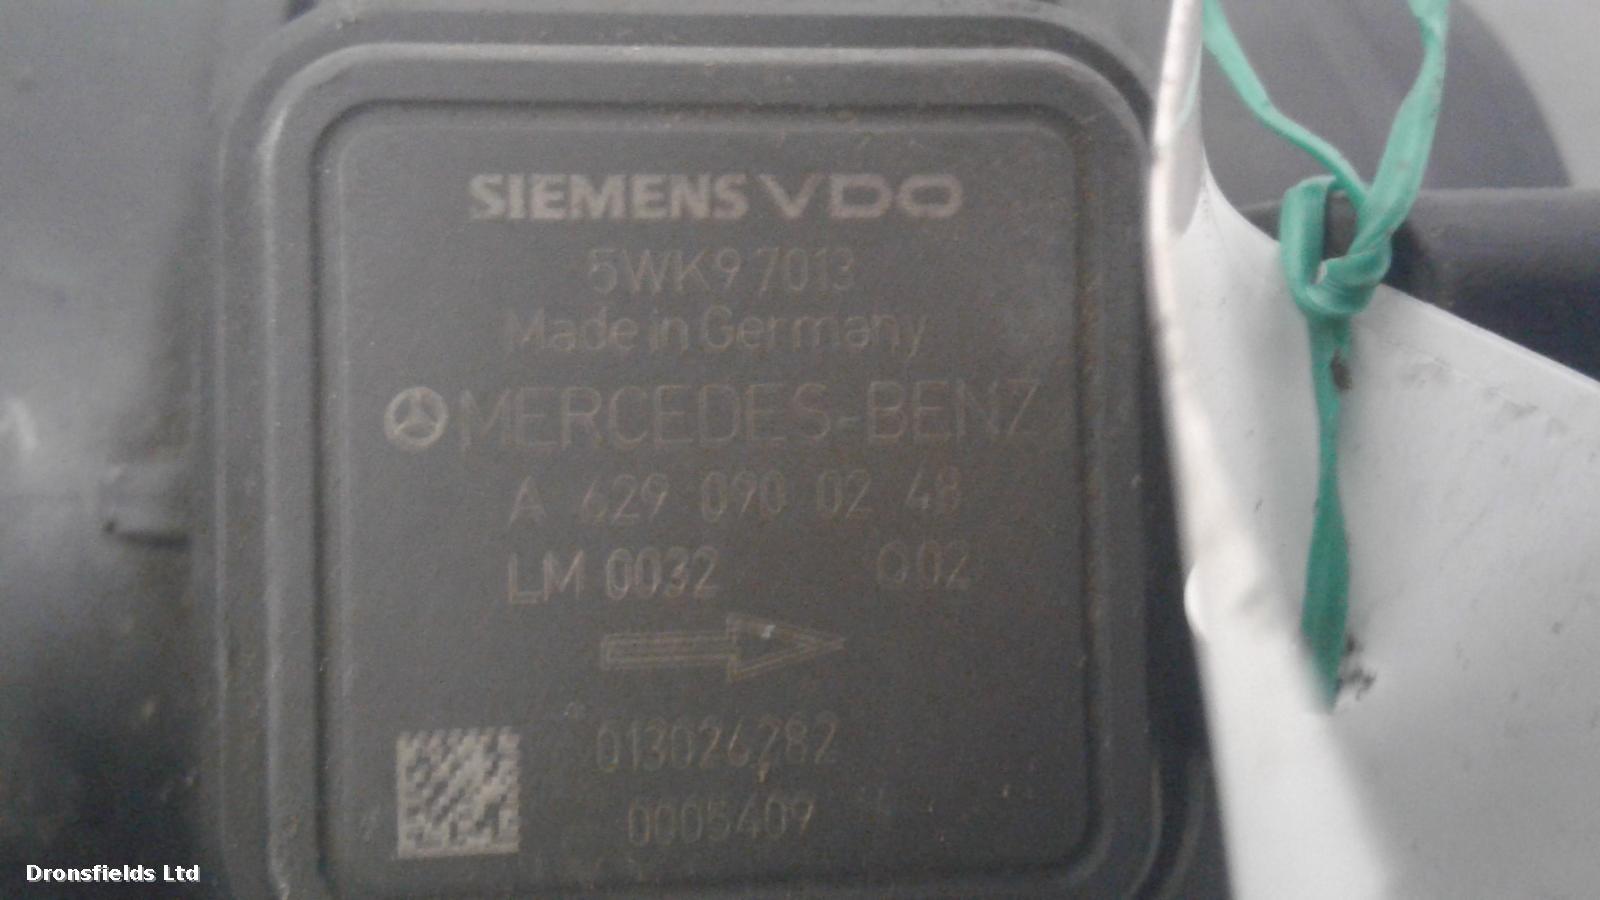 SIEMENS VDO
5WK9 7013
Made in Germany
MERCEDES-BENZ
A 629 090 02 48
LM 0032 Q02
013026282
0005409
Dronsfields Ltd